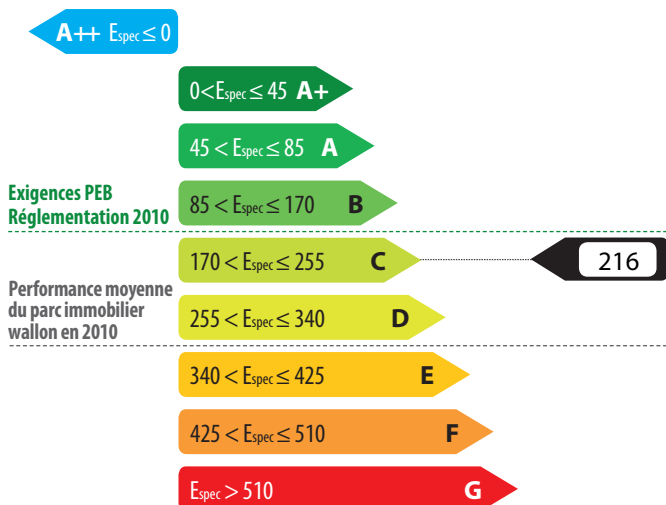 A++ Espec ≤ 0
0<Espec ≤ 45 A+
45 < Espec ≤ 85 A
Exigences PEB
Réglementation 2010
85 < Espec ≤ 170 B
170 < Espec ≤ 255 C
216
Performance moyenne
du parc immobilier
wallon en 2010
255 < Espec ≤ 340 D
340 < Espec ≤ 425 E
425 < Espec ≤ 510 F
Espec > 510 G